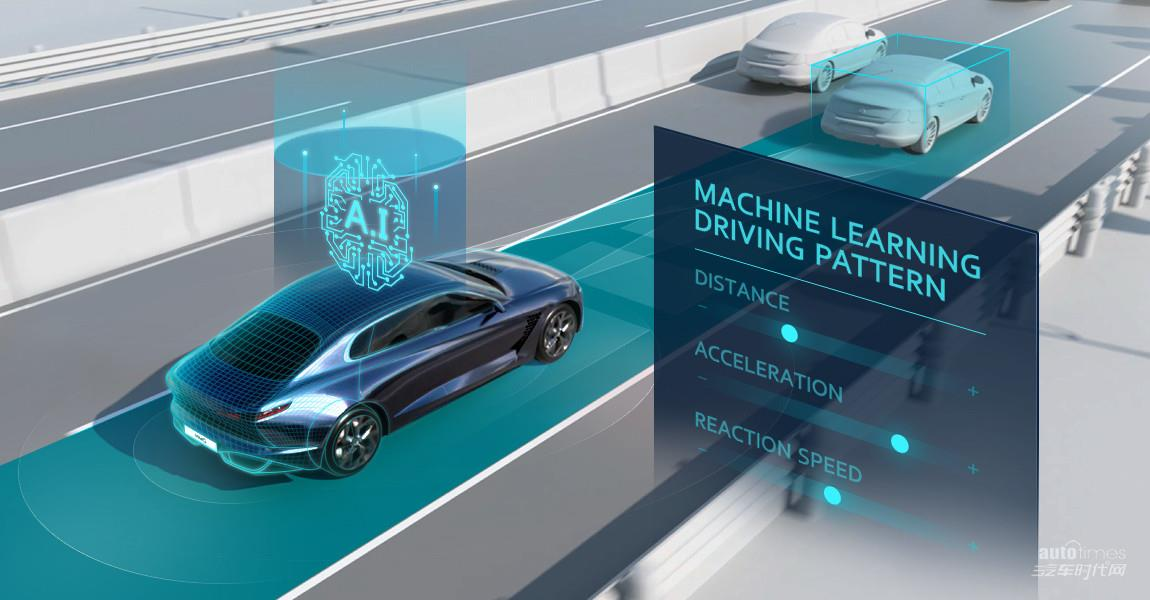 A.I
MACHINE LEARNING
DRIVING PATTERN
DISTANCE
-
+
ACCELERATION
-
+
REACTION SPEED
-
+
autotimes
汽车时代网